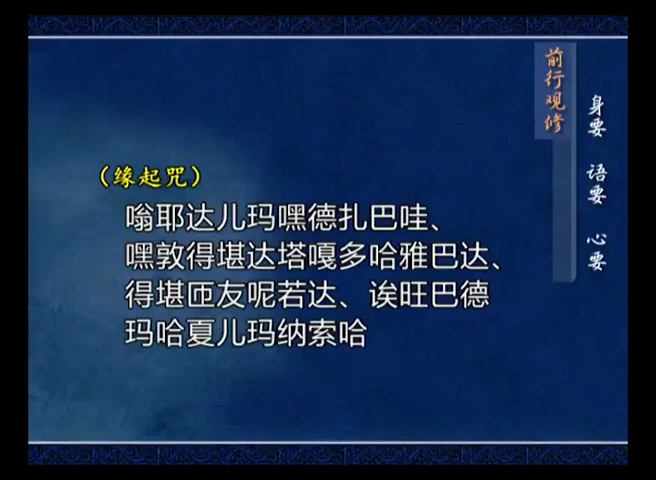 前行观修
身要 语要 心要
（缘起咒）
嗡耶达儿玛嘿德扎巴哇、
嘿敦得堪达塔嘎多哈雅巴达、
得堪匝友呢若达、诶旺巴德
玛哈夏儿玛纳索哈